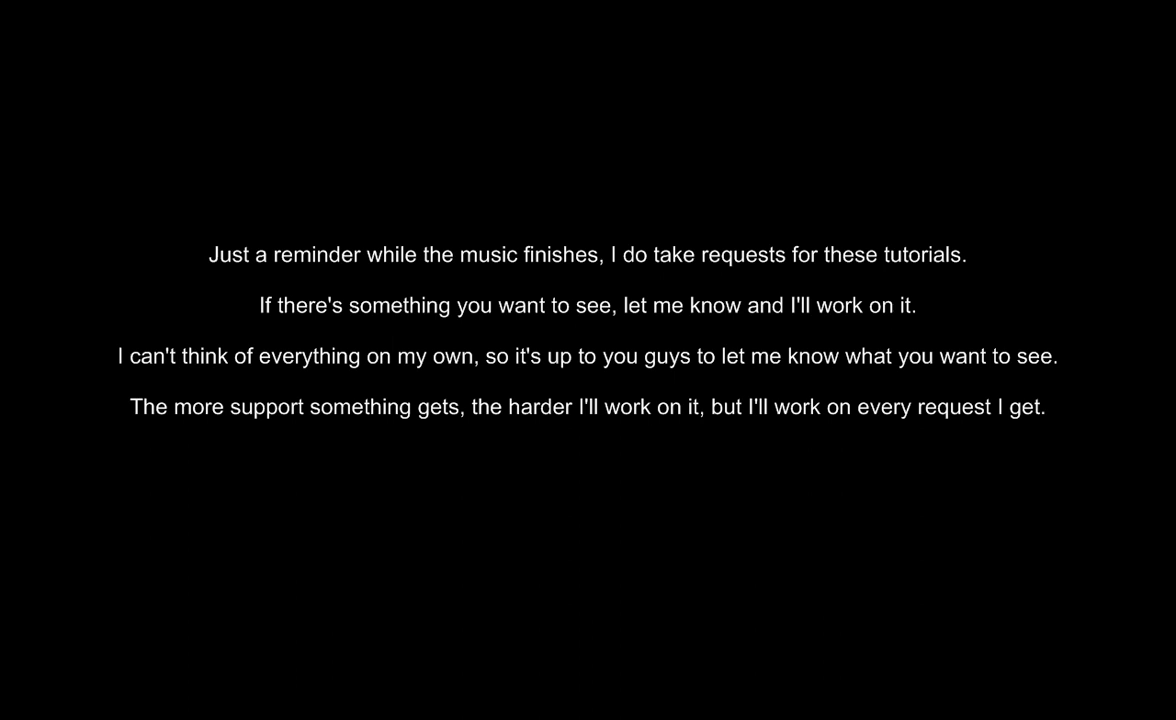 Just a reminder while the music finishes, I do take requests for these tutorials.
If there's something you want to see, let me know and I'll work on it.
I can't think of everything on my own, so it's up to you guys to let me know what you want to see.
The more support something gets, the harder I'll work on it, but I'll work on every request I get.